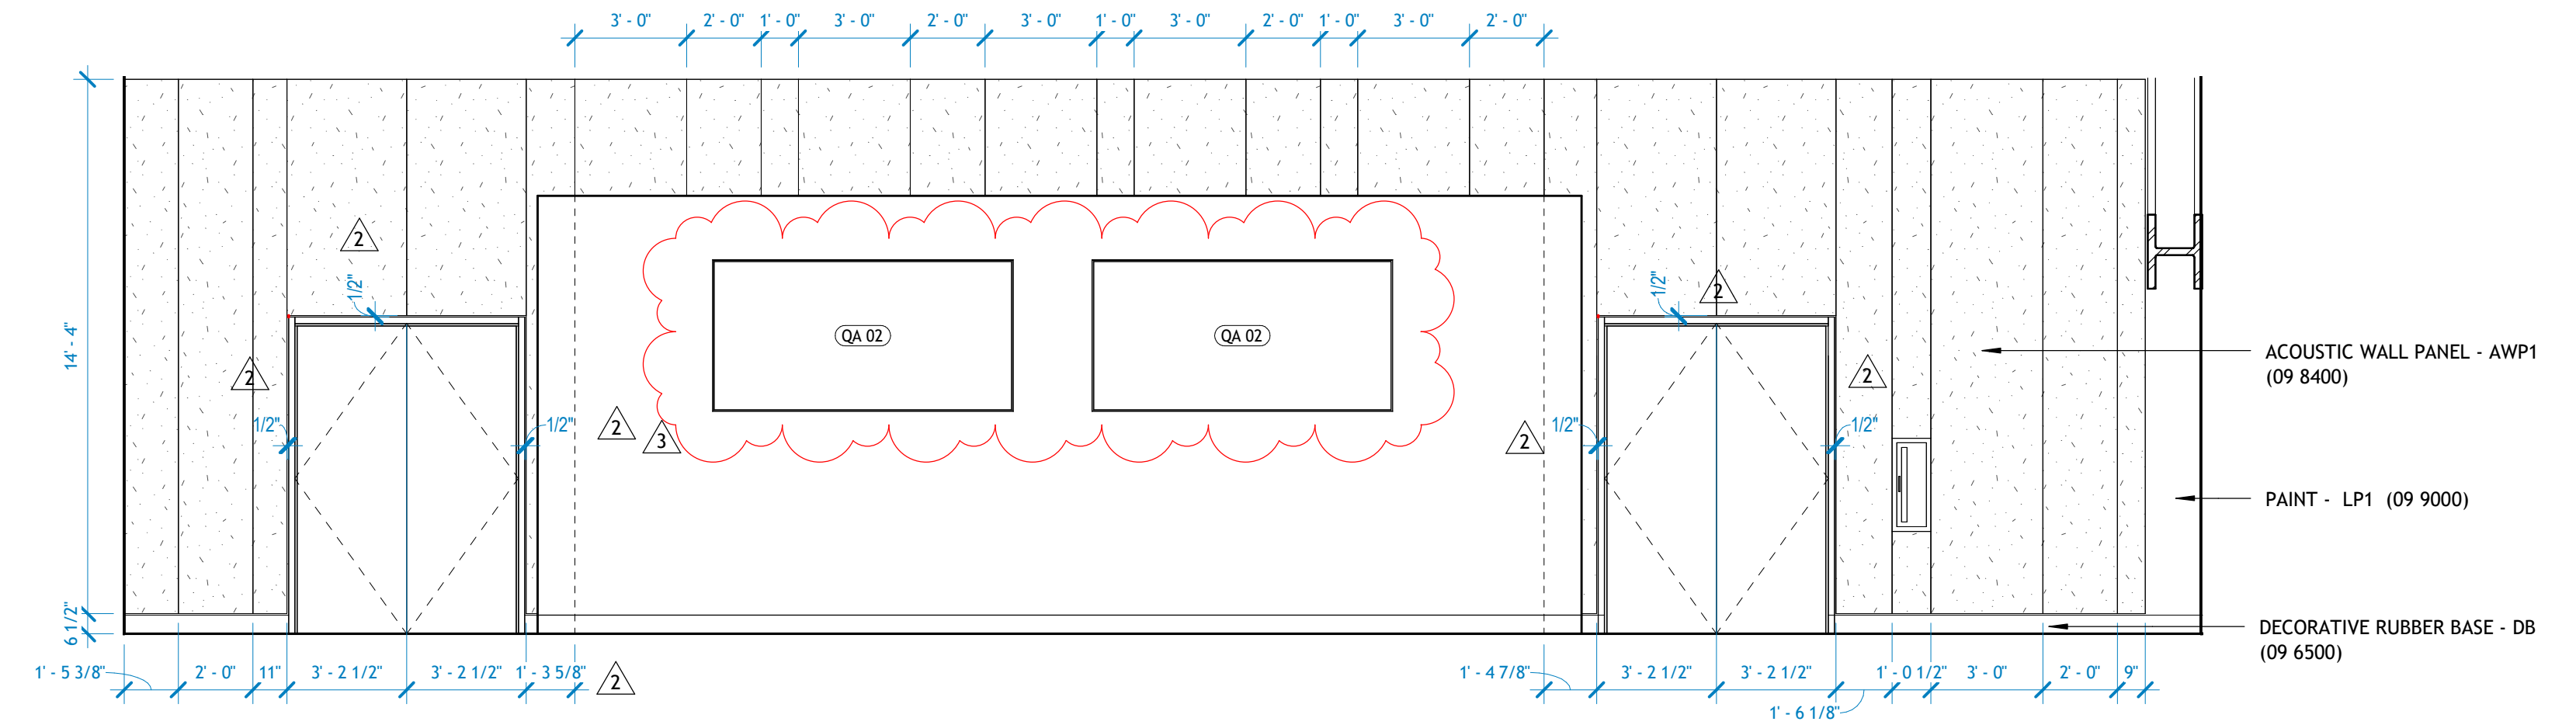 3' - 0" 2' - 0" 1' - 0" 3' - 0" 2' - 0" 3' - 0" 1' - 0" 3' - 0" 2' - 0" 1' - 0" 3' - 0" 2' - 0"
2
1/2"
1/2"
2
14' - 4"
QA 02
QA 02
ACOUSTIC WALL PANEL - AWP1
(09 8400)
2
2
1/2"
1/2"
2
3
2
1/2"
1/2"
PAINT - LP1 (09 9000)
6 1/2"
DECORATIVE RUBBER BASE - DB
(09 6500)
1' - 5 3/8" 2' - 0" 11" 3' - 2 1/2" 3' - 2 1/2" 1' - 3 5/8" 2 1' - 4 7/8" 3' - 2 1/2" 3' - 2 1/2" 1' - 0 1/2" 3' - 0" 2' - 0" 9"
1' - 6 1/8"